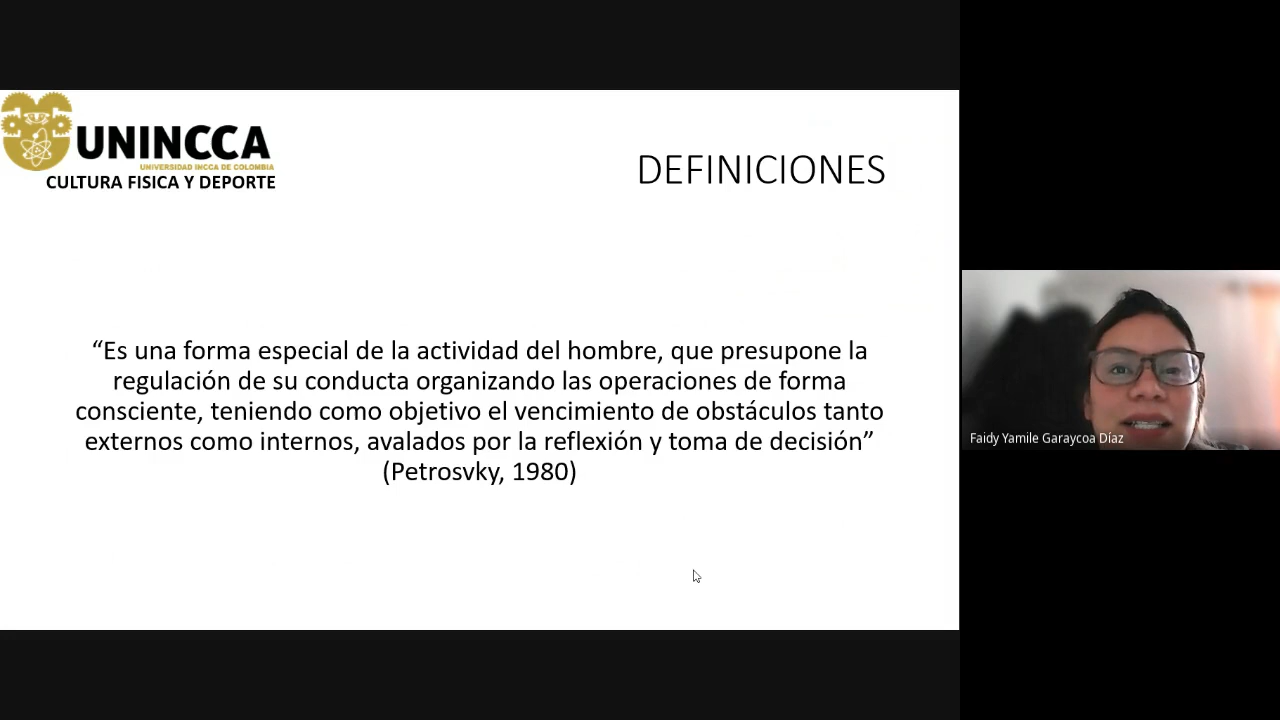 UNINCCA
UNIVERSIDAD INCCA DE COLOMBIA
CULTURA FISICA Y DEPORTE
DEFINICIONES
“Es una forma especial de la actividad del hombre, que presupone la
regulación de su conducta organizando las operaciones de forma
consciente, teniendo como objetivo el vencimiento de obstáculos tanto
externos como internos, avalados por la reflexión y toma de decisión”
(Petrosvky, 1980)
Faidy Yamile Garaycoa Díaz